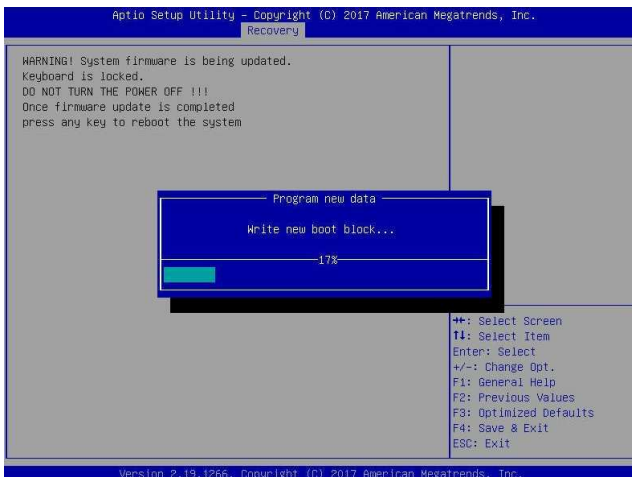 Aptio Setup Utility – Copyright (C) 2017 American Megatrends, Inc.
Recovery
WARNING! System firmware is being updated.
Keyboard is locked.
DO NOT TURN THE POWER OFF !!!
Once firmware update is completed
press any key to reboot the system
Program new data
Write new boot block...
17%
→←: Select Screen
↑↓: Select Item
Enter: Select
+/-: Change Opt.
F1: General Help
F2: Previous Values
F3: Optimized Defaults
F4: Save & Exit
ESC: Exit
Version 2.19.1266. Copyright (C) 2017 American Megatrends, Inc.